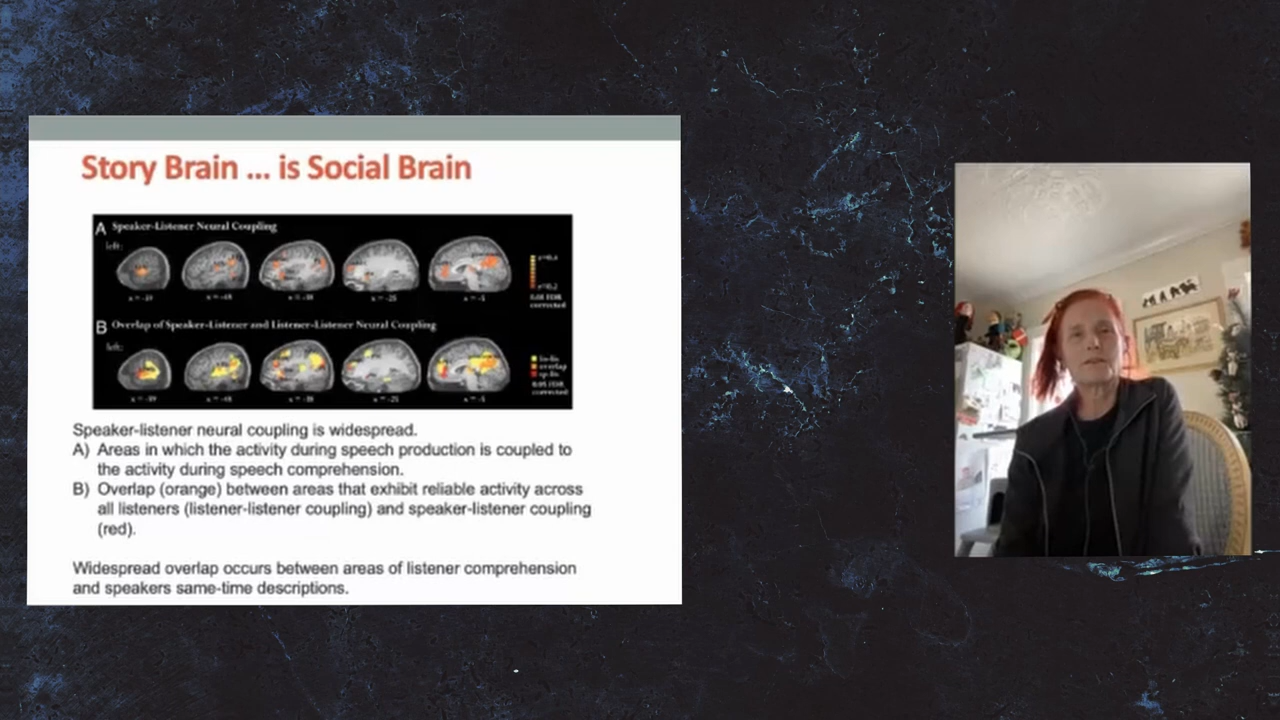 Story Brain ... is Social Brain
A Speaker-Listener Neural Coupling
left:
B Overlap of Speaker-Listener and Listener-Listener Neural Coupling
left:
Speaker-listener neural coupling is widespread.
A) Areas in which the activity during speech production is coupled to
the activity during speech comprehension.
B) Overlap (orange) between areas that exhibit reliable activity across
all listeners (listener-listener coupling) and speaker-listener coupling
(red).
Widespread overlap occurs between areas of listener comprehension
and speakers same-time descriptions.